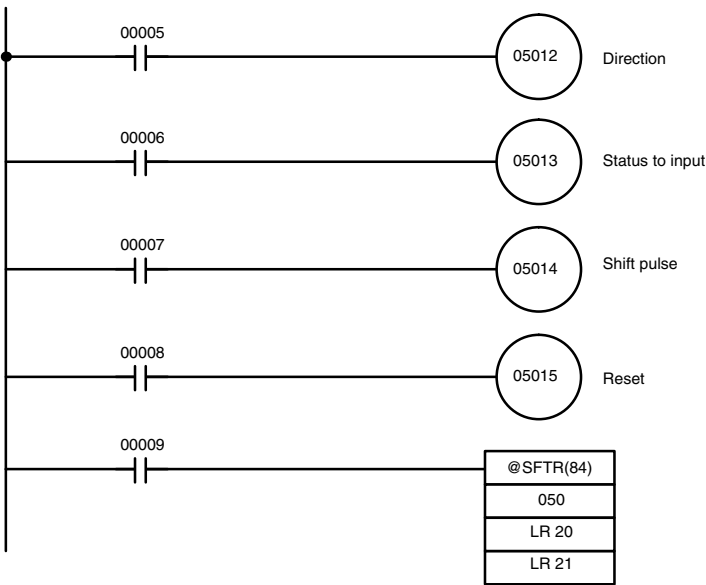 00005
05012 Direction
00006
05013 Status to input
00007
05014 Shift pulse
00008
05015 Reset
00009
@SFTR(84)
050
LR 20
LR 21